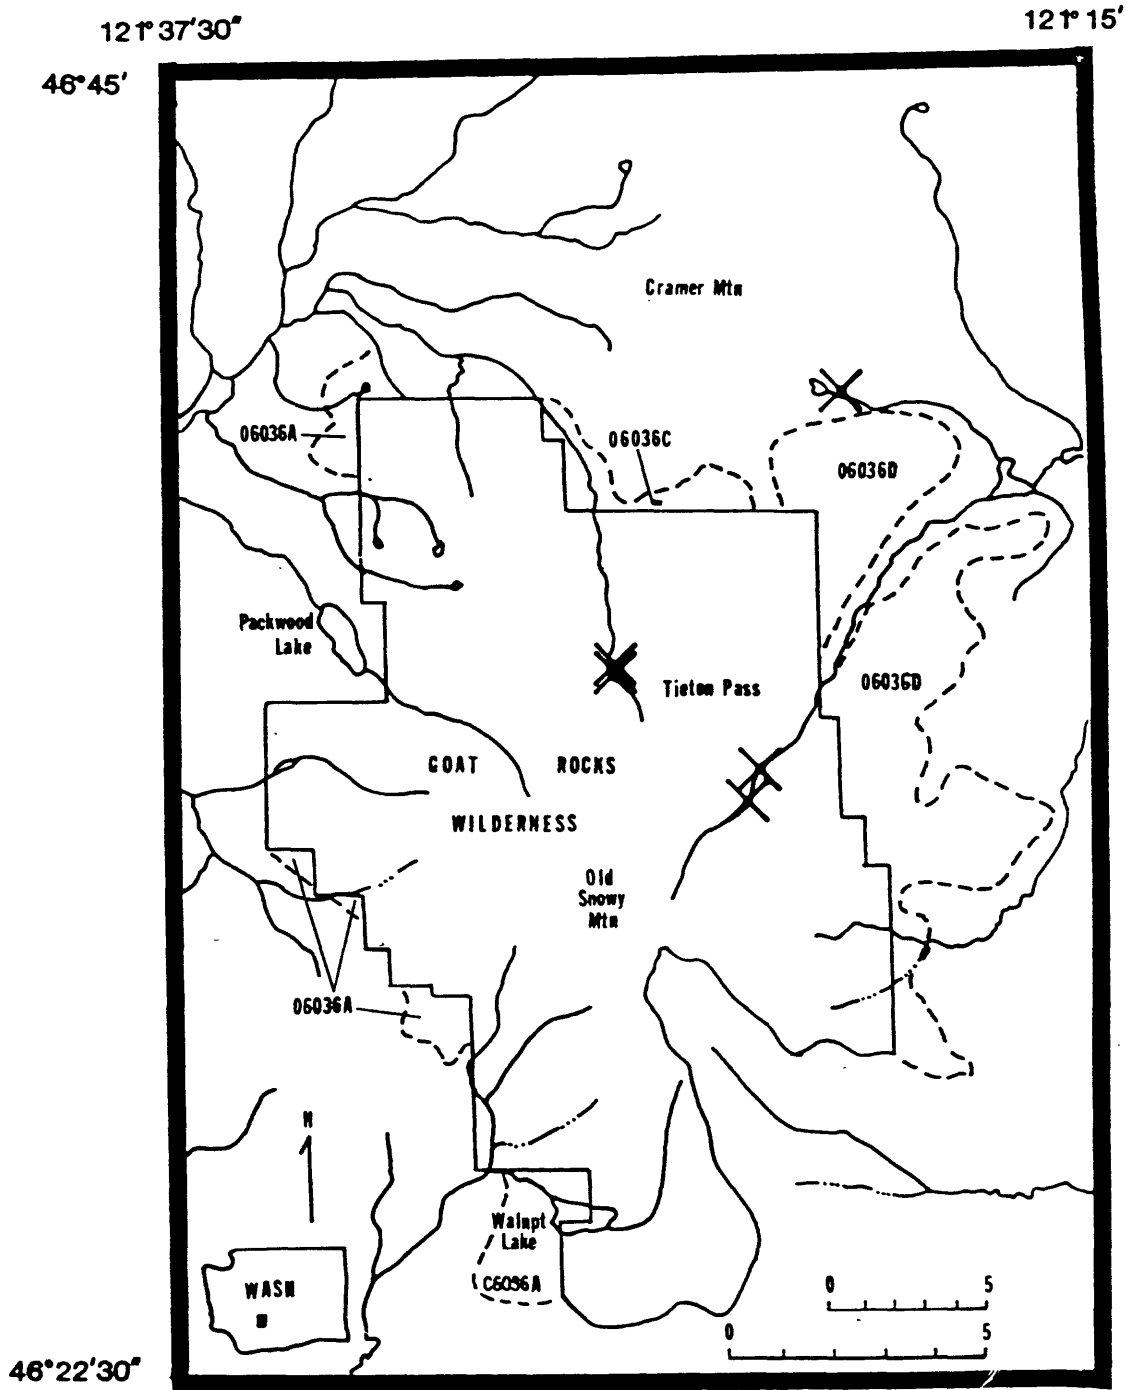 121°37'30"
121°15'
46°45'
Cramer Mtn
06036A
06036C
06036D
Packwood
Lake
Tieton Pass
06036D
GOAT ROCKS
WILDERNESS
Old
Snowy
Mtn
06036A
N
Walupt
Lake
C6036A
WASH
0 5
0 5
46°22'30"